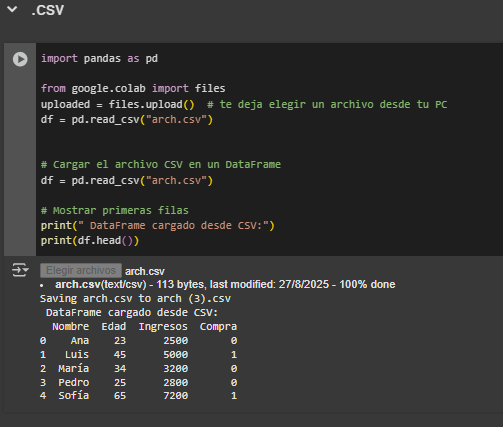 .CSV
import pandas as pd
from google.colab import files
uploaded = files.upload()  # te deja elegir un archivo desde tu PC
df = pd.read_csv("arch.csv")
# Cargar el archivo CSV en un DataFrame
df = pd.read_csv("arch.csv")
# Mostrar primeras filas
print(" DataFrame cargado desde CSV:")
print(df.head())
Elegir archivos arch.csv
• arch.csv(text/csv) - 113 bytes, last modified: 27/8/2025 - 100% done
Saving arch.csv to arch (3).csv
 DataFrame cargado desde CSV:
  Nombre  Edad  Ingresos  Compra
0    Ana    23      2500       0
1   Luis    45      5000       1
2  María    34      3200       0
3  Pedro    25      2800       0
4  Sofía    65      7200       1